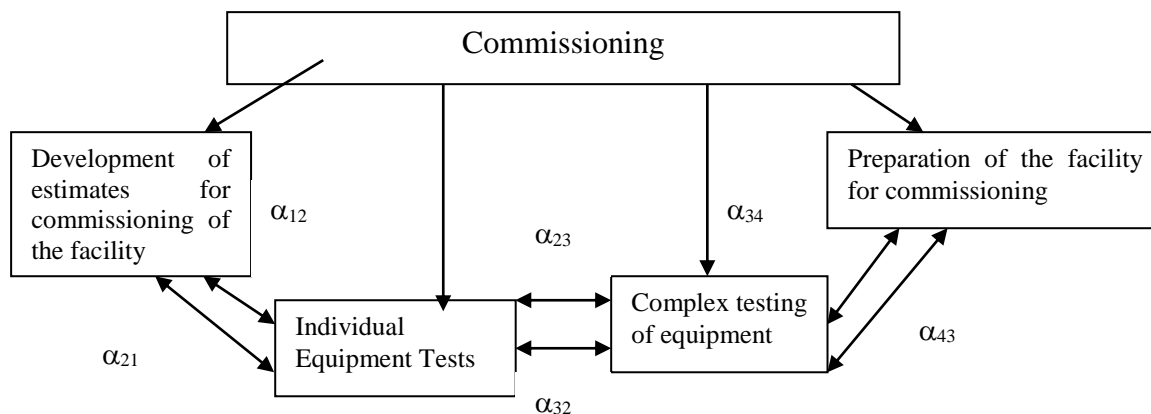 Commissioning
Development of
estimates for
commissioning of
the facility
α12
α34
Preparation of the facility
for commissioning
α23
Individual
Equipment Tests
Complex testing
of equipment
α21
α43
α32